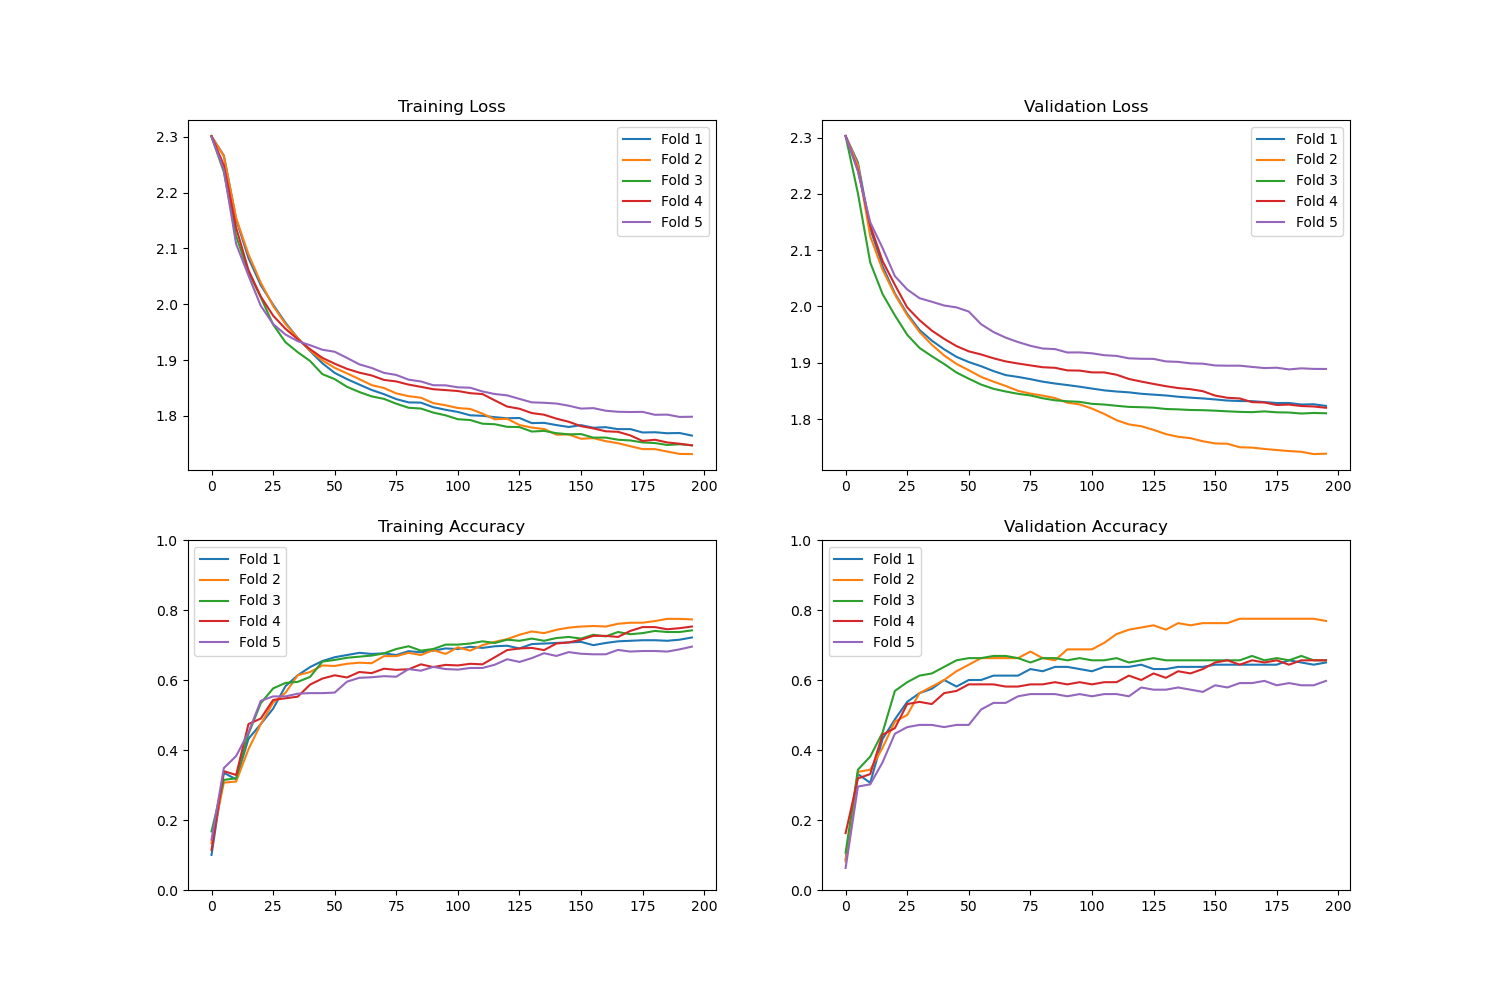 Training Loss
2.3
2.2
2.1
2.0
1.9
1.8
0 25 50 75 100 125 150 175 200
Fold 1
Fold 2
Fold 3
Fold 4
Fold 5
Validation Loss
2.3
2.2
2.1
2.0
1.9
1.8
0 25 50 75 100 125 150 175 200
Fold 1
Fold 2
Fold 3
Fold 4
Fold 5
Training Accuracy
1.0
0.8
0.6
0.4
0.2
0.0
0 25 50 75 100 125 150 175 200
Fold 1
Fold 2
Fold 3
Fold 4
Fold 5
Validation Accuracy
1.0
0.8
0.6
0.4
0.2
0.0
0 25 50 75 100 125 150 175 200
Fold 1
Fold 2
Fold 3
Fold 4
Fold 5